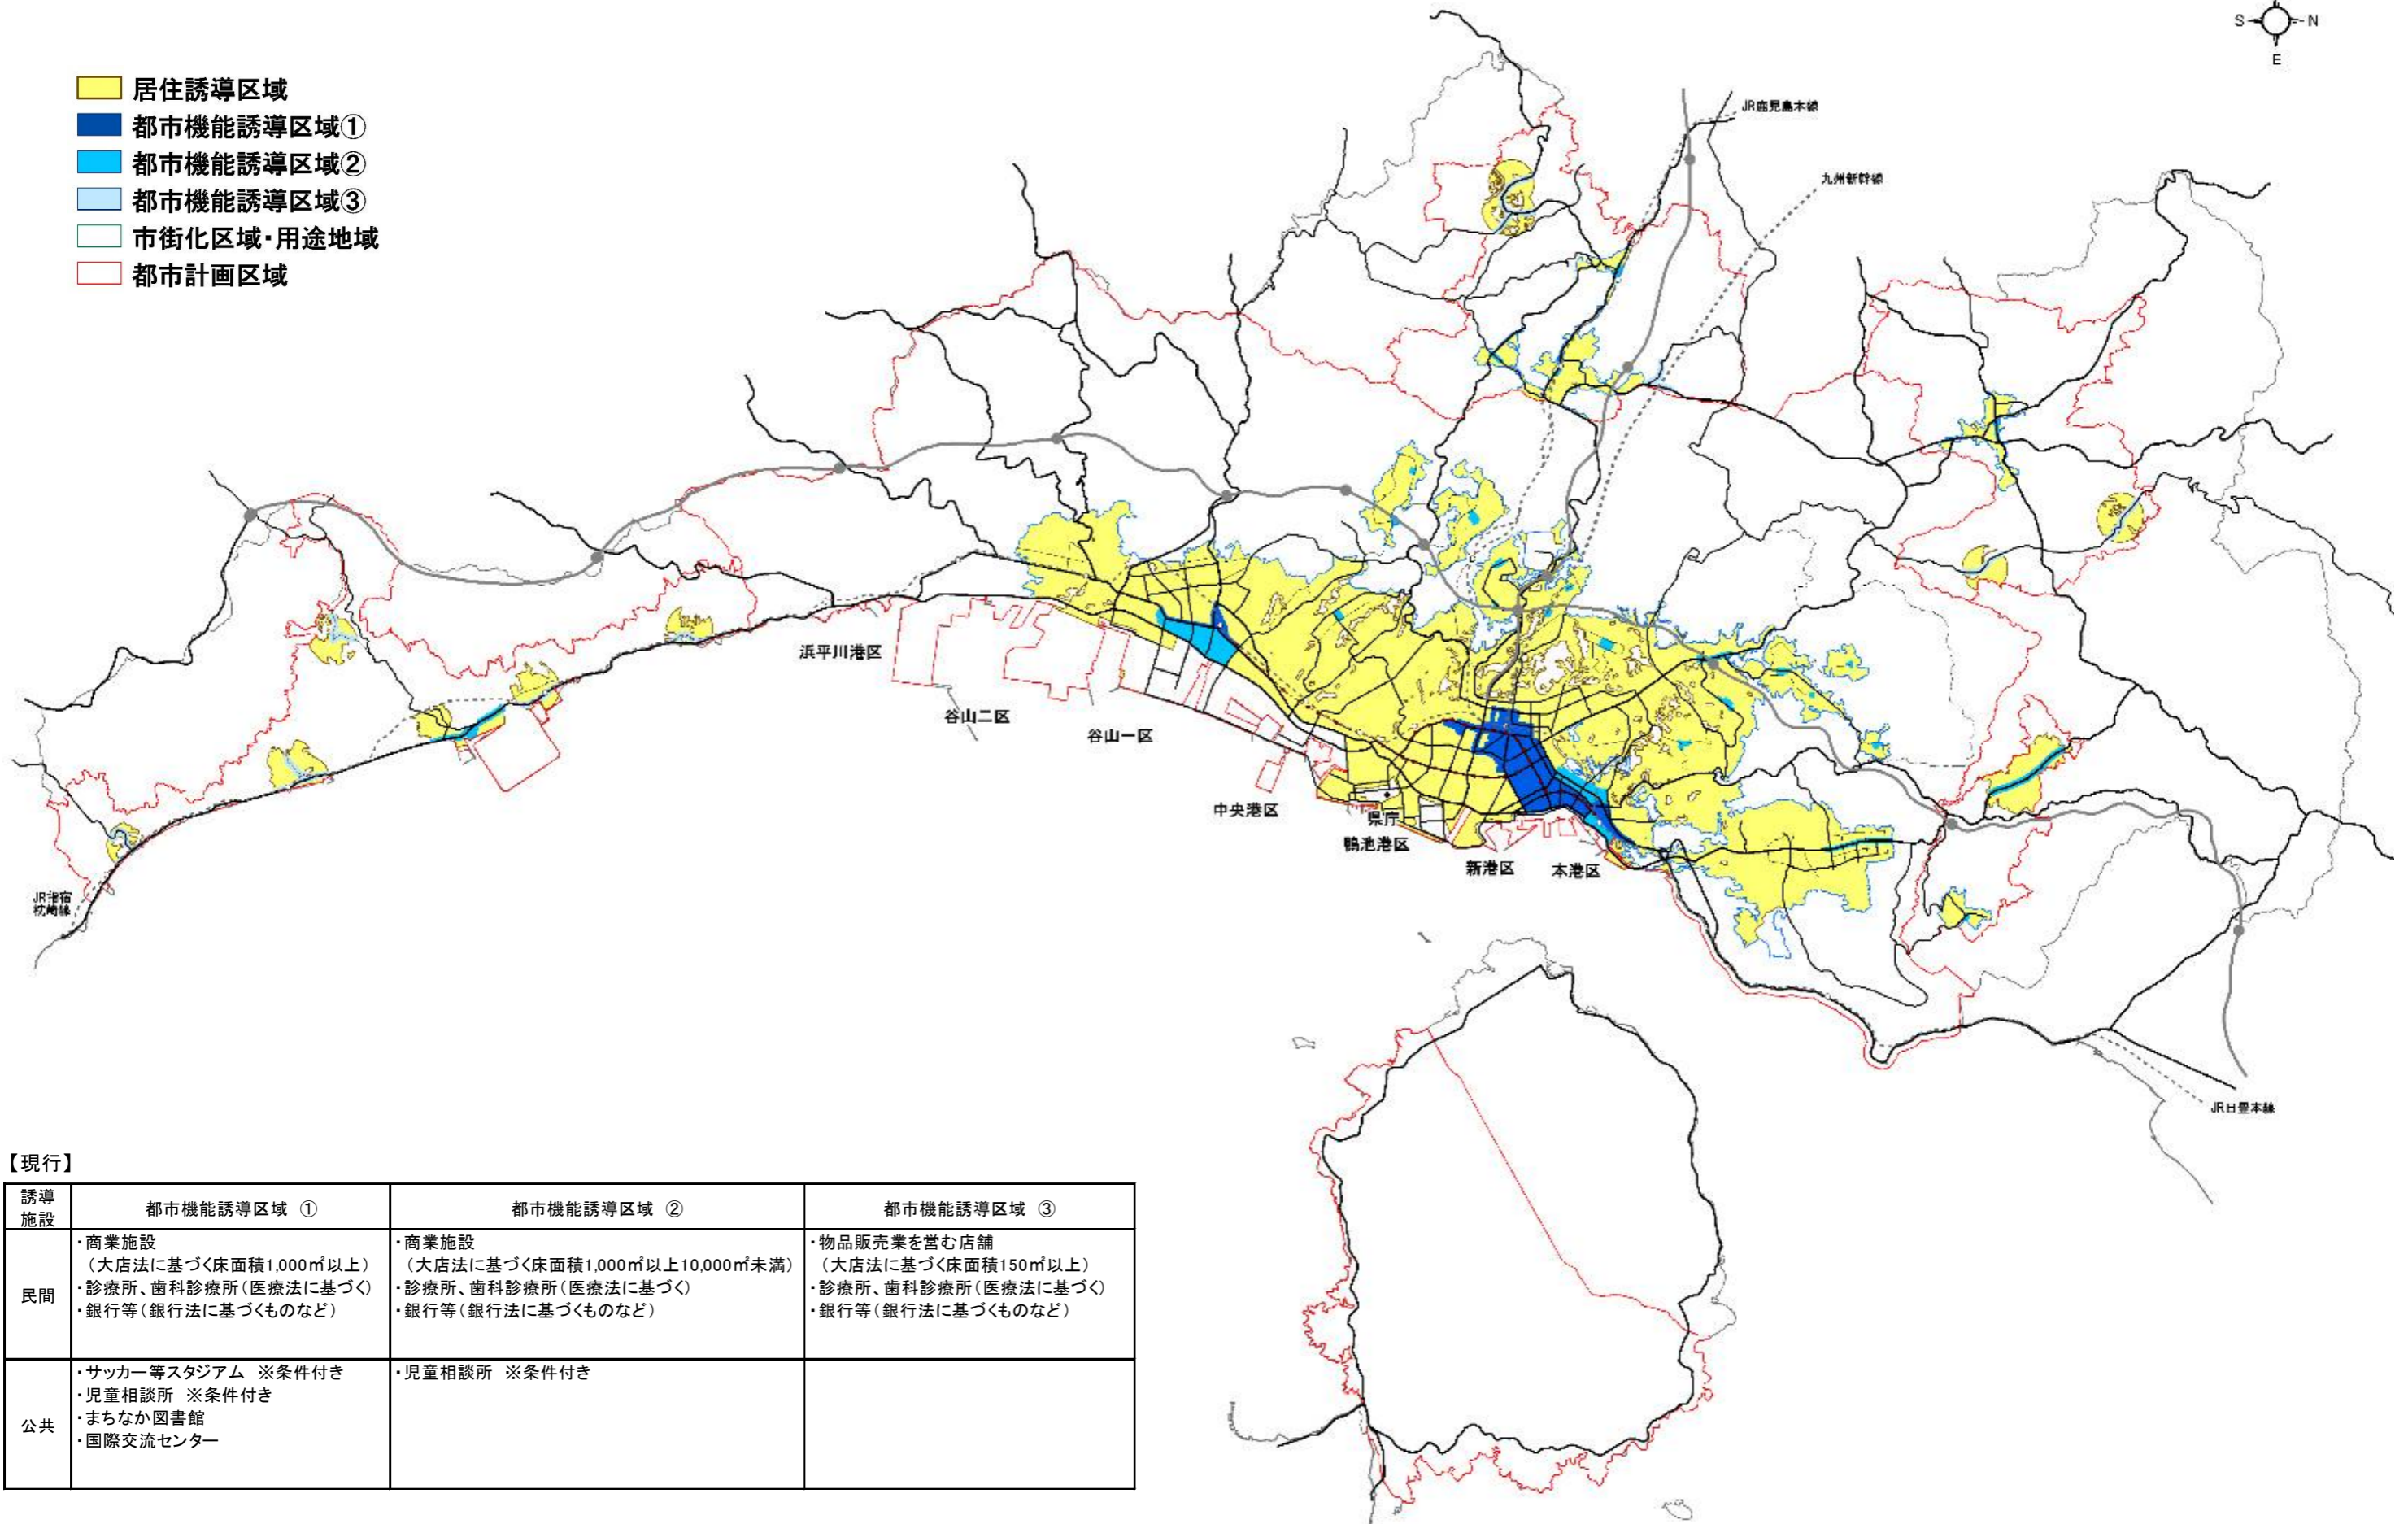 S N
E
居住誘導区域
都市機能誘導区域①
都市機能誘導区域②
都市機能誘導区域③
市街化区域・用途地域
都市計画区域
JR鹿児島本線
九州新幹線
浜平川港区
谷山二区
谷山一区
中央港区
県庁
鴨池港区
新港区
本港区
JR指宿
枕崎線
JR日豊本線
【現行】
誘導
施設
都市機能誘導区域 ①
都市機能誘導区域 ②
都市機能誘導区域 ③
民間
・商業施設
（大店法に基づく床面積1,000㎡以上）
・診療所、歯科診療所（医療法に基づく）
・銀行等（銀行法に基づくものなど）
・商業施設
（大店法に基づく床面積1,000㎡以上10,000㎡未満）
・診療所、歯科診療所（医療法に基づく）
・銀行等（銀行法に基づくものなど）
・物品販売業を営む店舗
（大店法に基づく床面積150㎡以上）
・診療所、歯科診療所（医療法に基づく）
・銀行等（銀行法に基づくものなど）
公共
・サッカー等スタジアム ※条件付き
・児童相談所 ※条件付き
・まちなか図書館
・国際交流センター
・児童相談所 ※条件付き